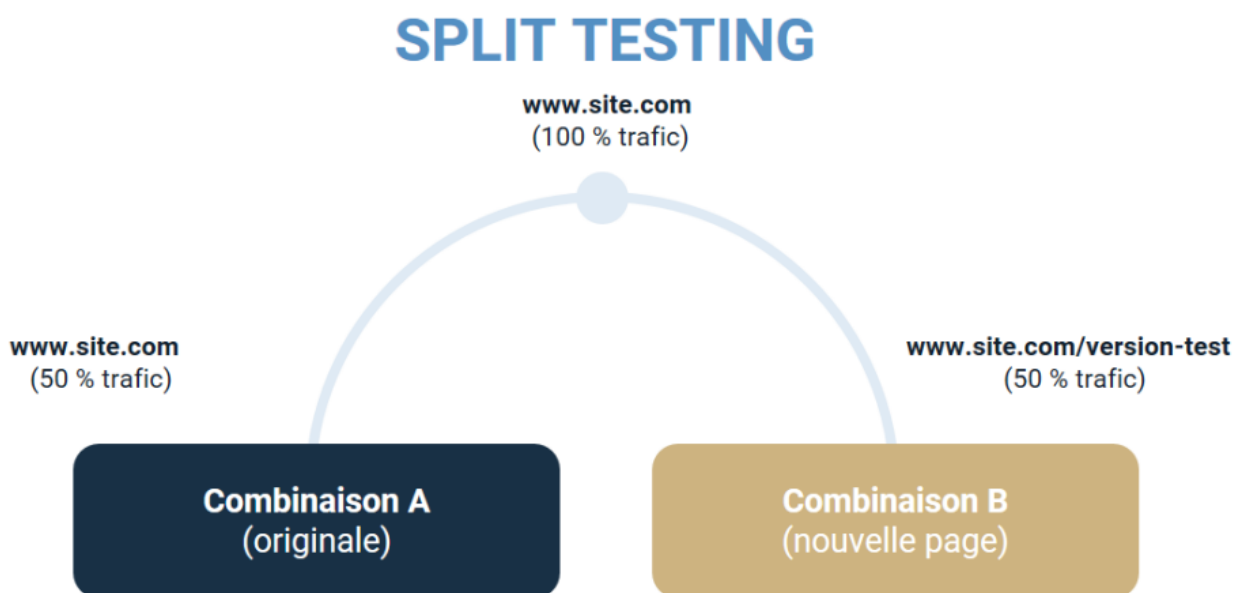 SPLIT TESTING
www.site.com
(100 % trafic)
www.site.com
(50 % trafic)
www.site.com/version-test
(50 % trafic)
Combinaison A
(originale)
Combinaison B
(nouvelle page)